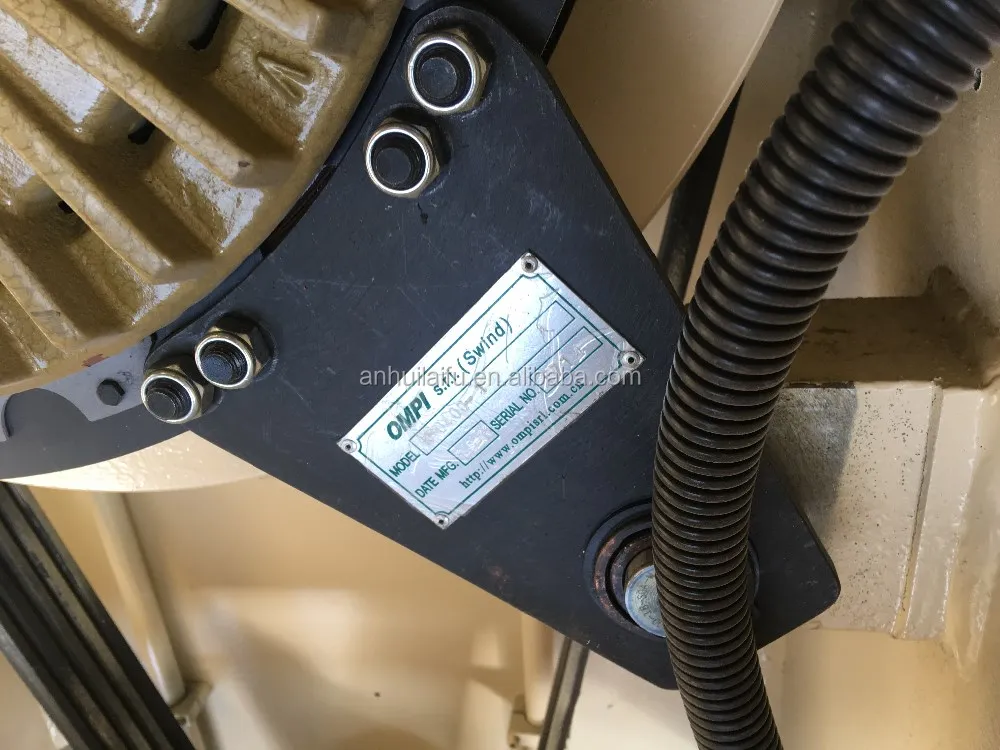 OMPI s.r.l. (Swind)
MODEL
DATE MFG. SERIAL NO.
http://www.ompisrl.com.cn
anhuilaifu.en.alibaba.com